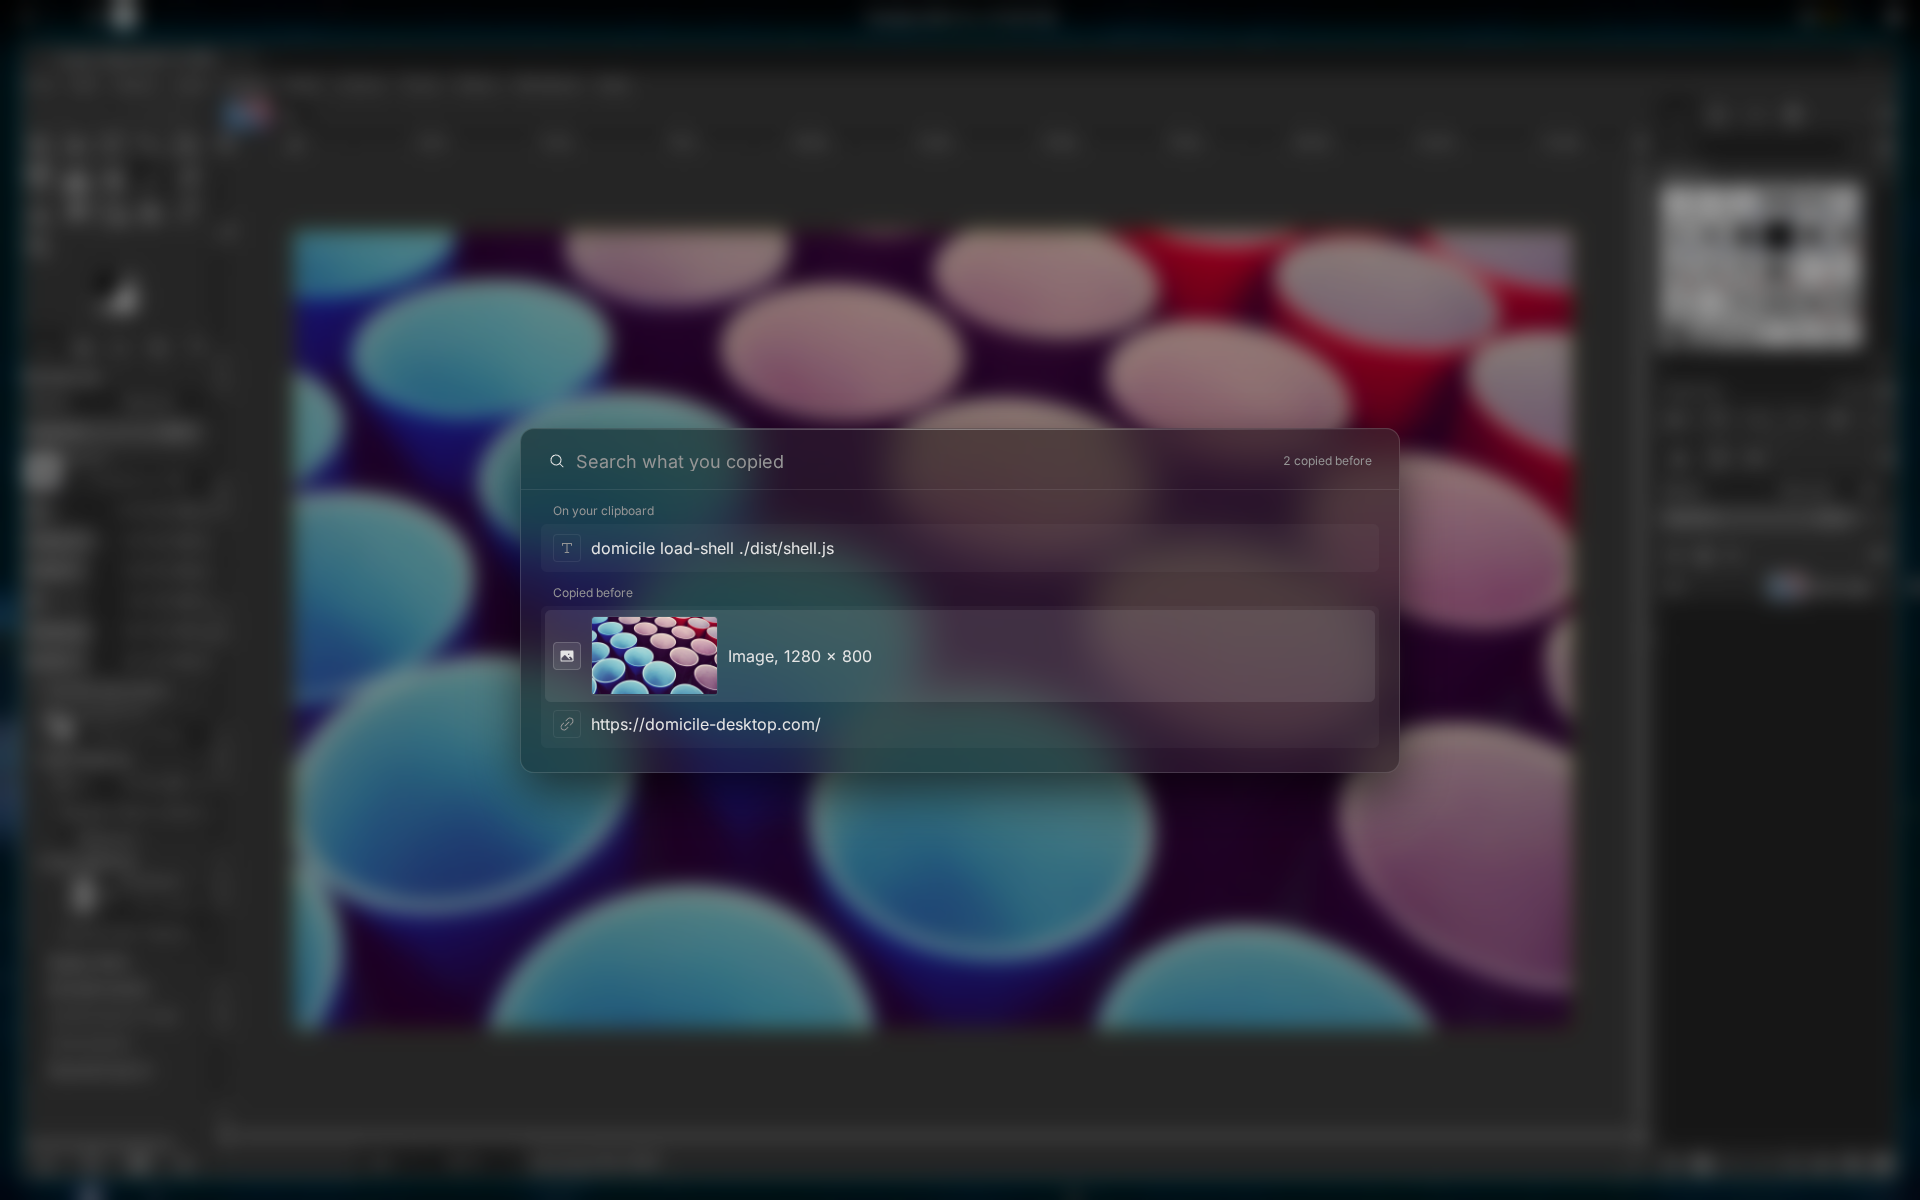 Search what you copied
2 copied before
On your clipboard
domicile load-shell ./dist/shell.js
Copied before
Image, 1280 × 800
https://domicile-desktop.com/